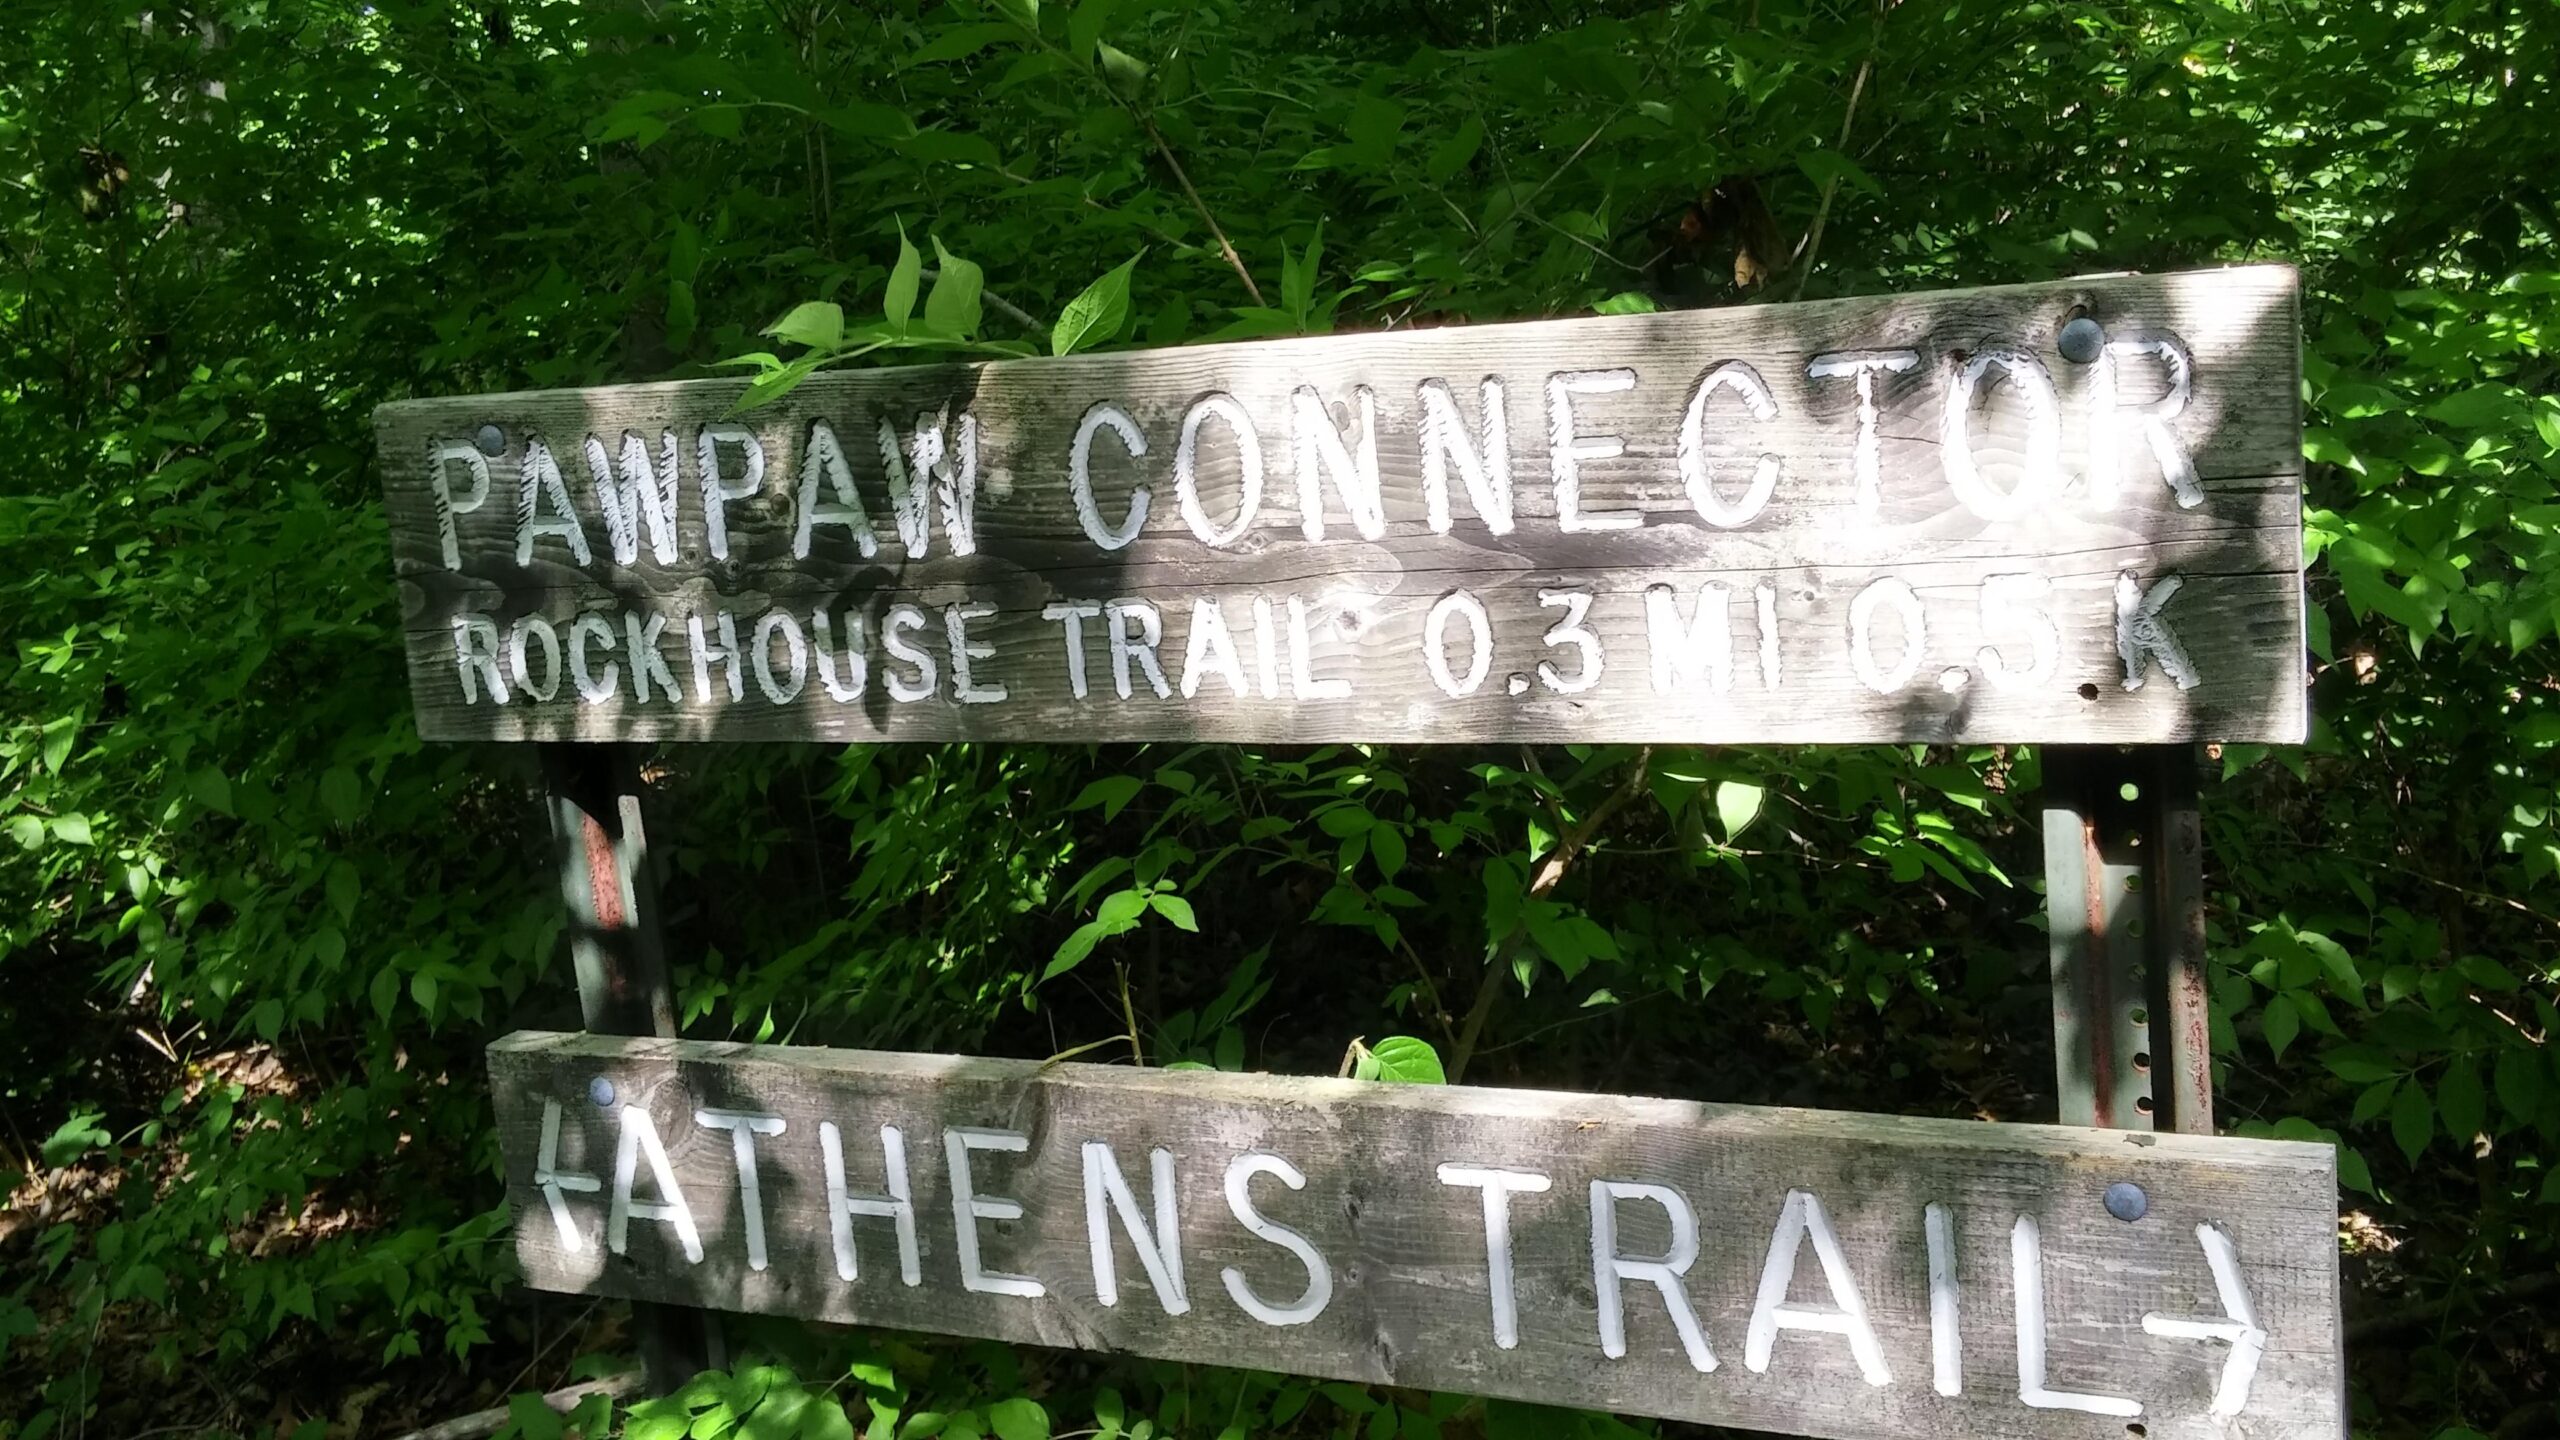 PAWPAW CONNECTOR
ROCKHOUSE TRAIL 0.3 MI 0.5 K
← ATHENS TRAIL →